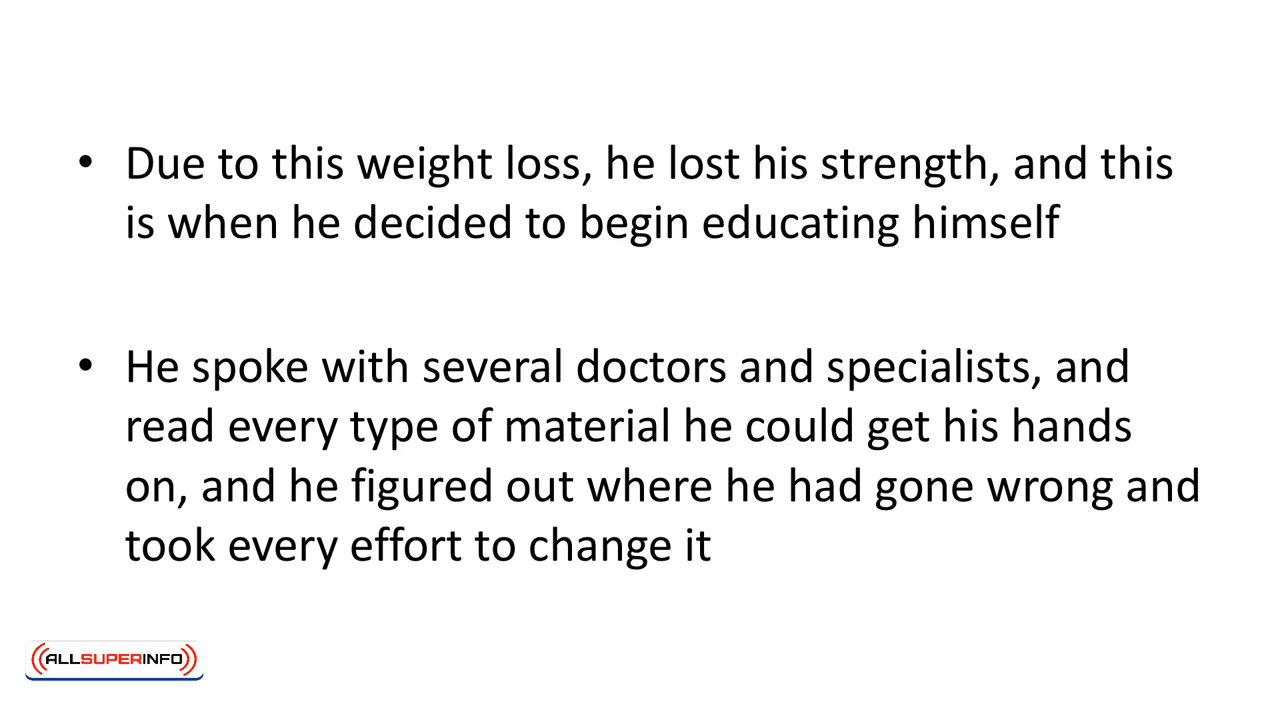 • Due to this weight loss, he lost his strength, and this
is when he decided to begin educating himself
• He spoke with several doctors and specialists, and
read every type of material he could get his hands
on, and he figured out where he had gone wrong and
took every effort to change it
ALLSUPERINFO